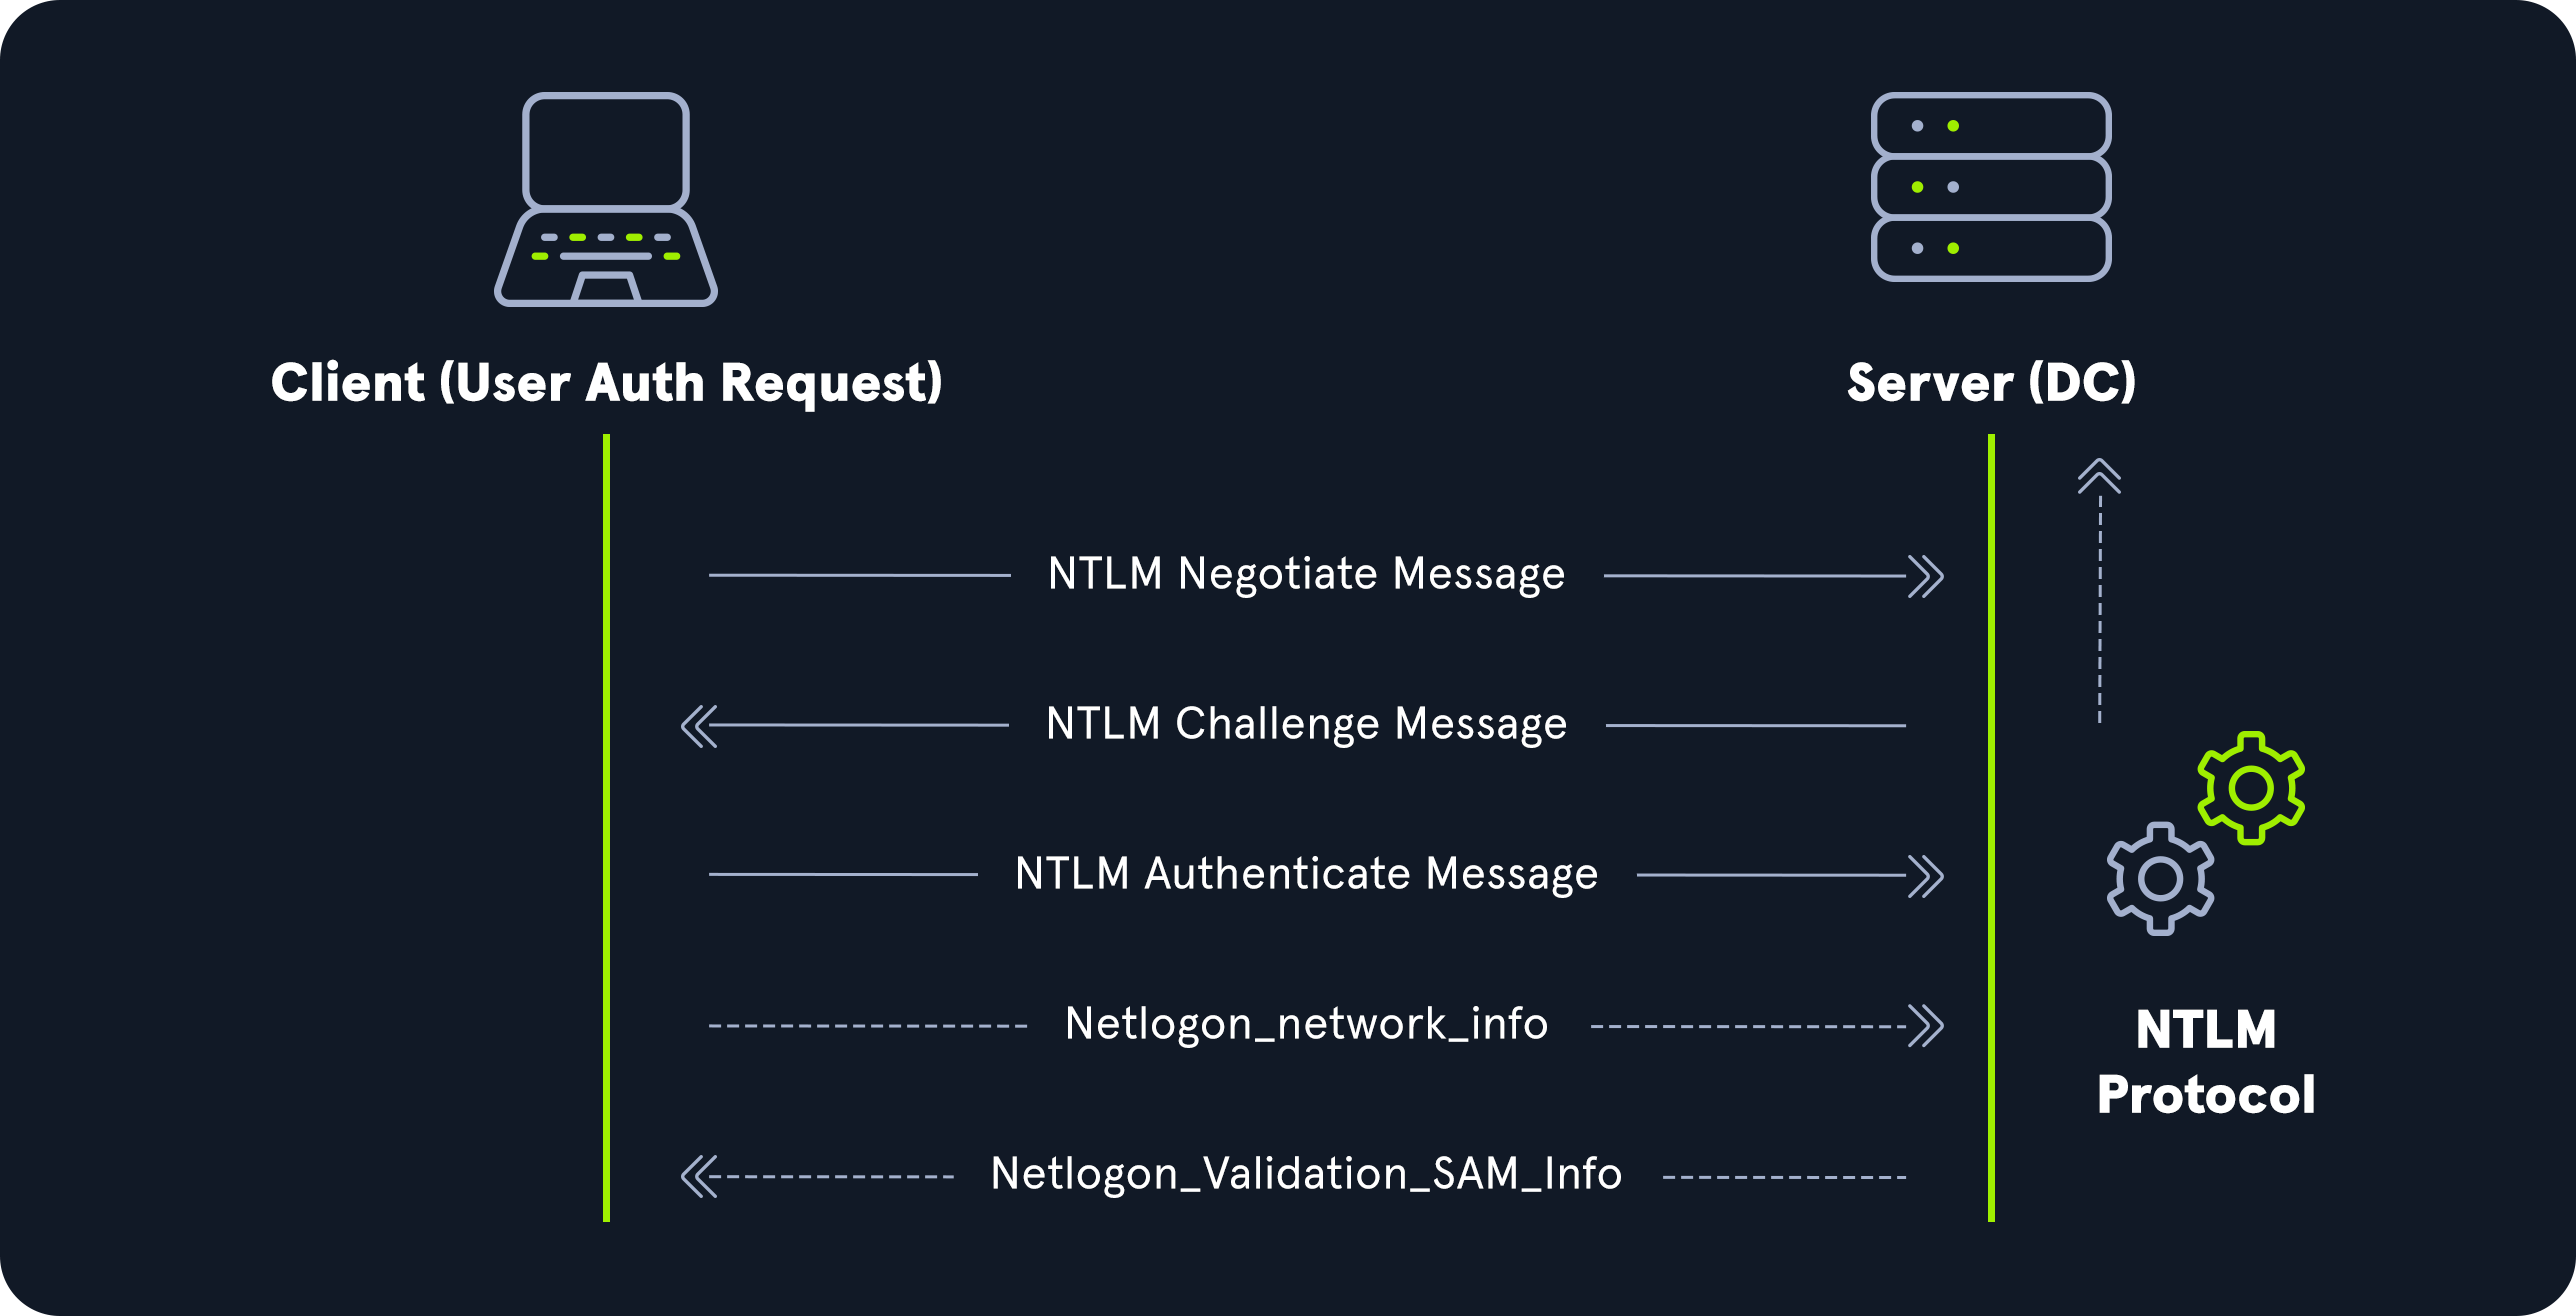 Client (User Auth Request)
Server (DC)
NTLM Negotiate Message
NTLM Challenge Message
NTLM Authenticate Message
Netlogon_network_info
Netlogon_Validation_SAM_Info
NTLM
Protocol